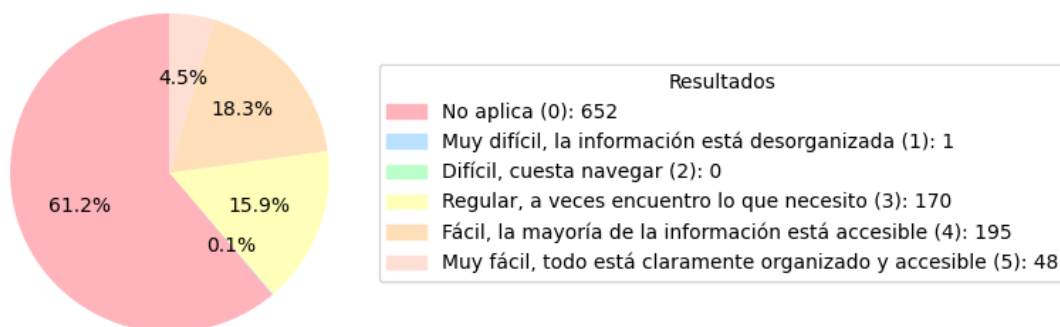 4.5%
18.3%
61.2%
15.9%
0.1%
Resultados
No aplica (0): 652
Muy difícil, la información está desorganizada (1): 1
Difícil, cuesta navegar (2): 0
Regular, a veces encuentro lo que necesito (3): 170
Fácil, la mayoría de la información está accesible (4): 195
Muy fácil, todo está claramente organizado y accesible (5): 48